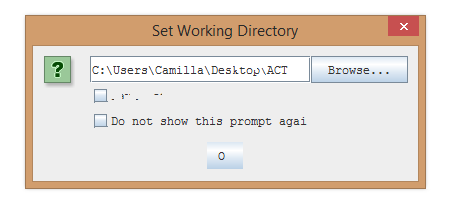 Set Working Directory
?
C:\Users\Camilla\Desktop\ACT
Browse...
Do not show this prompt agai
O